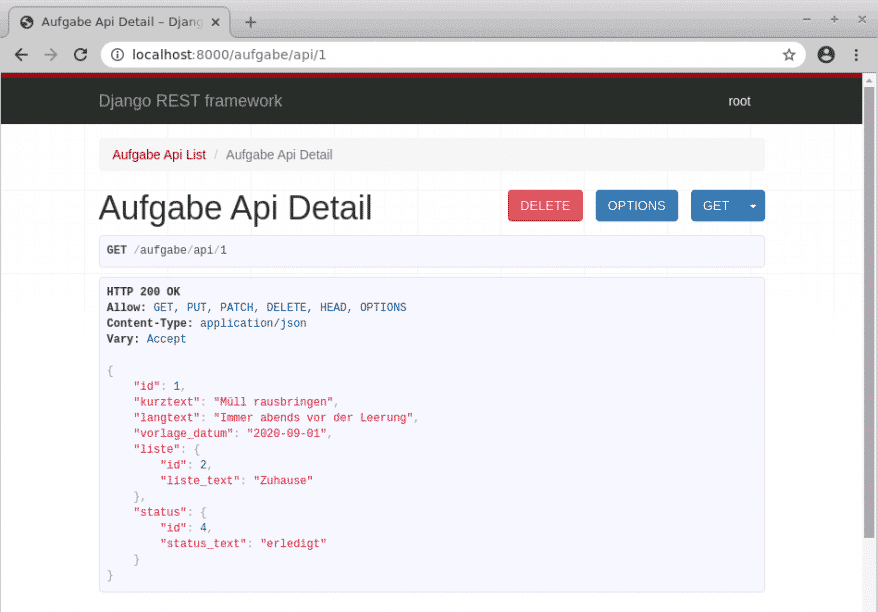 Aufgabe Api Detail – Djang
localhost:8000/aufgabe/api/1
Django REST framework
root
Aufgabe Api List / Aufgabe Api Detail
Aufgabe Api Detail
DELETE
OPTIONS
GET
GET /aufgabe/api/1
HTTP 200 OK
Allow: GET, PUT, PATCH, DELETE, HEAD, OPTIONS
Content-Type: application/json
Vary: Accept
{
    "id": 1,
    "kurztext": "Müll rausbringen",
    "langtext": "Immer abends vor der Leerung",
    "vorlage_datum": "2020-09-01",
    "liste": {
        "id": 2,
        "liste_text": "Zuhause"
    },
    "status": {
        "id": 4,
        "status_text": "erledigt"
    }
}